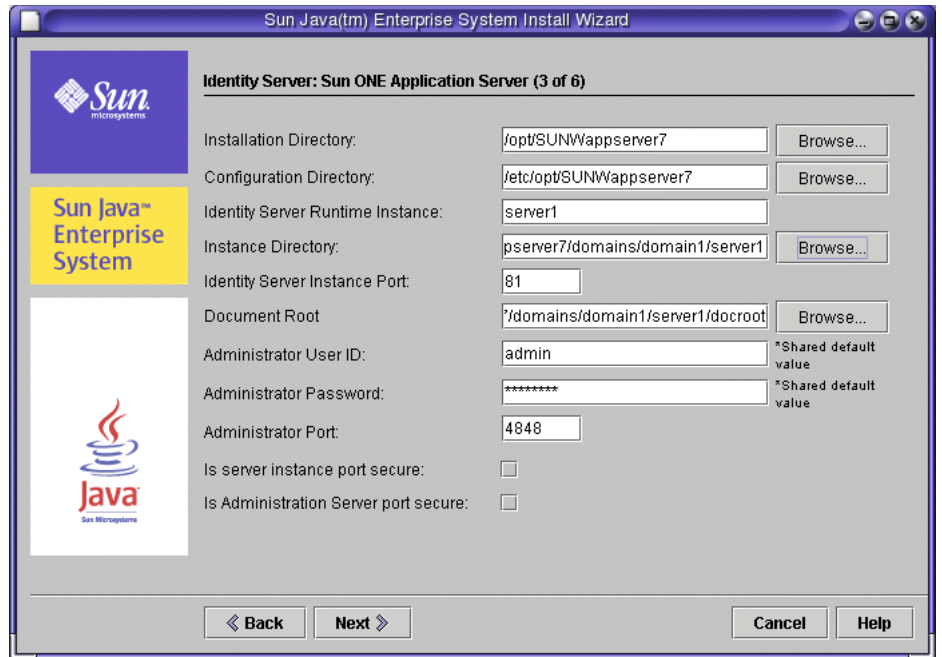 Sun Java(tm) Enterprise System Install Wizard
Sun
microsystems
Identity Server: Sun ONE Application Server (3 of 6)
Installation Directory: /opt/SUNWappserver7 Browse...
Configuration Directory: /etc/opt/SUNWappserver7 Browse...
Identity Server Runtime Instance: server1
Instance Directory: pserver7/domains/domain1/server1 Browse...
Identity Server Instance Port: 81
Document Root '/domains/domain1/server1/docroot Browse...
Administrator User ID: admin *Shared default
value
Administrator Password: ******** *Shared default
value
Administrator Port: 4848
Is server instance port secure:
Is Administration Server port secure:
Sun Java™
Enterprise
System
Java
Sun Microsystems
Back Next Cancel Help